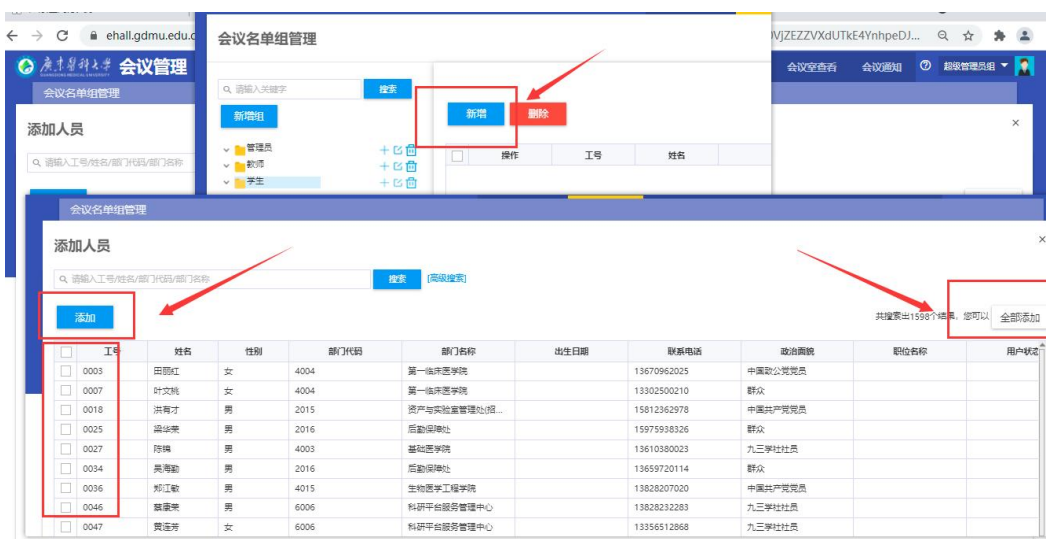 ehall.gdmu.edu.c
VjZEZZVXdUTkE4YnhpeDJ...
广东医科大学 会议管理
会议室查看 会议通知 超级管理员组
会议名单组管理
添加人员
请输入工号/姓名/部门代码/部门名称
会议名单组管理
请输入关键字 搜索
新增组
管理员
教师
学生
新增 删除
操作 工号 姓名
会议名单组管理
添加人员
请输入工号/姓名/部门代码/部门名称 搜索 [高级搜索]
添加 共搜索出1598个结果, 您可以 全部添加
工号 姓名 性别 部门代码 部门名称 出生日期 联系电话 政治面貌 职位名称 用户状态
0003 田丽红 女 4004 第一临床医学院 13670962025 中国致公党党员
0007 叶文桃 女 4004 第一临床医学院 13302500210 群众
0018 洪有才 男 2015 资产与实验室管理处(招... 15812362978 中国共产党党员
0025 梁华荣 男 2016 后勤保障处 15975938326 群众
0027 陈梅 男 4003 基础医学院 13610380023 九三学社社员
0034 吴海勤 男 2016 后勤保障处 13659720114 群众
0036 郑江敏 男 4015 生物医学工程学院 13828207020 中国共产党党员
0046 蔡康荣 男 6006 科研平台服务管理中心 13828232283 九三学社社员
0047 黄连芳 女 6006 科研平台服务管理中心 13356512868 九三学社社员